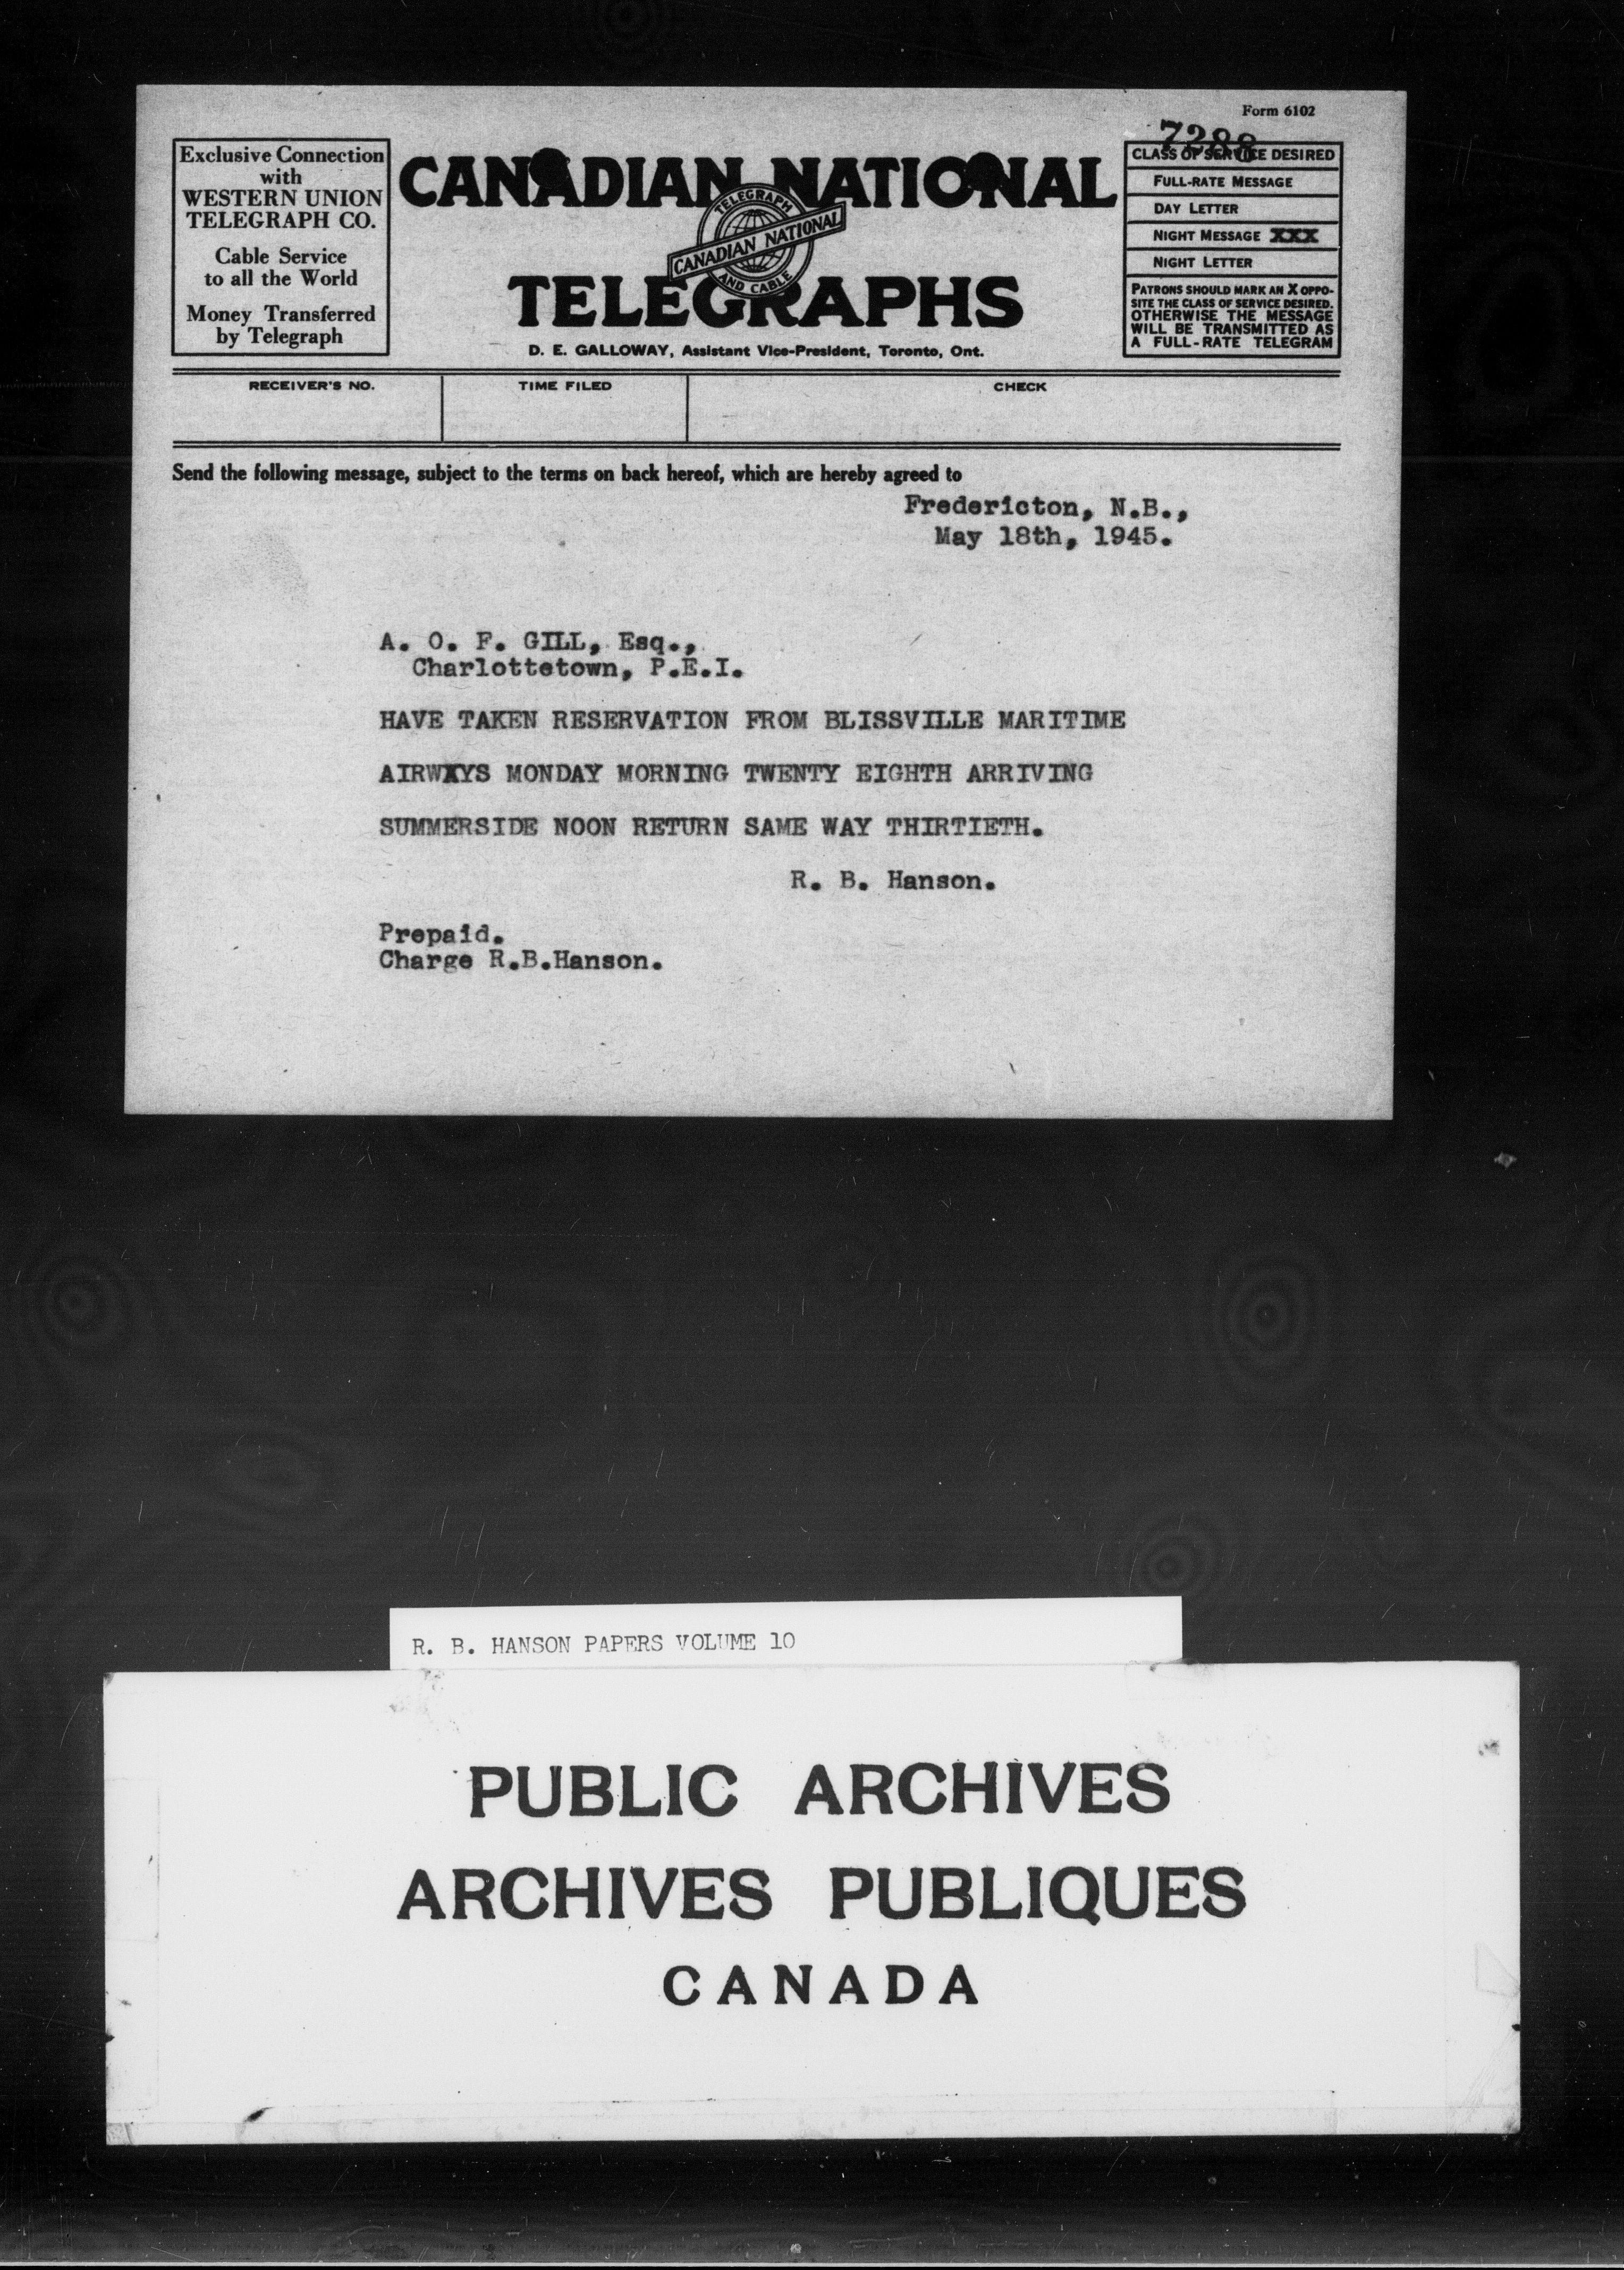 Form 6102
7288
Exclusive Connection
with
WESTERN UNION
TELEGRAPH CO.
Cable Service
to all the World
Money Transferred
by Telegraph
CANADIAN NATIONAL
TELEGRAPH
CANADIAN NATIONAL
AND CABLE
TELEGRAPHS
D. E. GALLOWAY, Assistant Vice-President, Toronto, Ont.
CLASS OF SERVICE DESIRED
FULL-RATE MESSAGE
DAY LETTER
NIGHT MESSAGE XXX
NIGHT LETTER
PATRONS SHOULD MARK AN X OPPO-
SITE THE CLASS OF SERVICE DESIRED.
OTHERWISE THE MESSAGE
WILL BE TRANSMITTED AS
A FULL-RATE TELEGRAM
RECEIVER'S NO. TIME FILED CHECK
Send the following message, subject to the terms on back hereof, which are hereby agreed to
Fredericton, N.B.,
May 18th, 1945.
A. O. F. GILL, Esq.,
Charlottetown, P.E.I.
HAVE TAKEN RESERVATION FROM BLISSVILLE MARITIME
AIRWAYS MONDAY MORNING TWENTY EIGHTH ARRIVING
SUMMERSIDE NOON RETURN SAME WAY THIRTIETH.
R. B. Hanson.
Prepaid.
Charge R.B.Hanson.
R. B. HANSON PAPERS VOLUME 10
PUBLIC ARCHIVES
ARCHIVES PUBLIQUES
CANADA